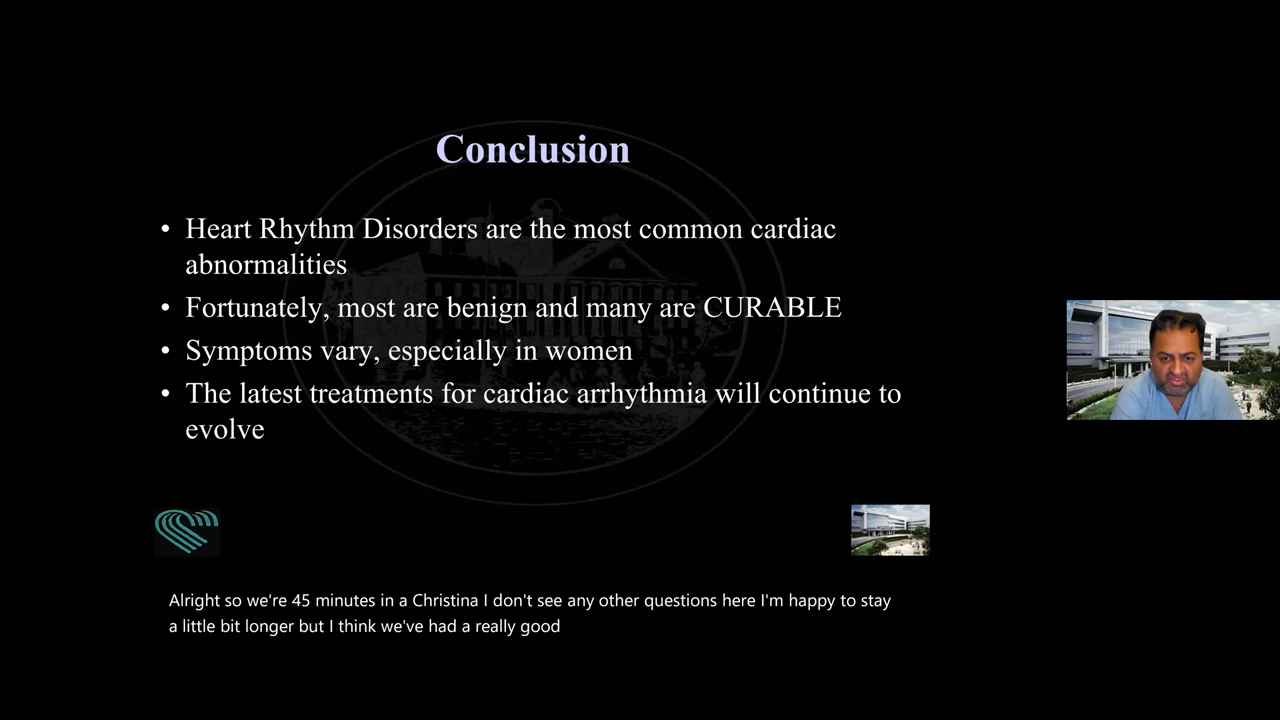 Conclusion
• Heart Rhythm Disorders are the most common cardiac
abnormalities
• Fortunately, most are benign and many are CURABLE
• Symptoms vary, especially in women
• The latest treatments for cardiac arrhythmia will continue to
evolve
Alright so we're 45 minutes in a Christina I don't see any other questions here I'm happy to stay
a little bit longer but I think we've had a really good